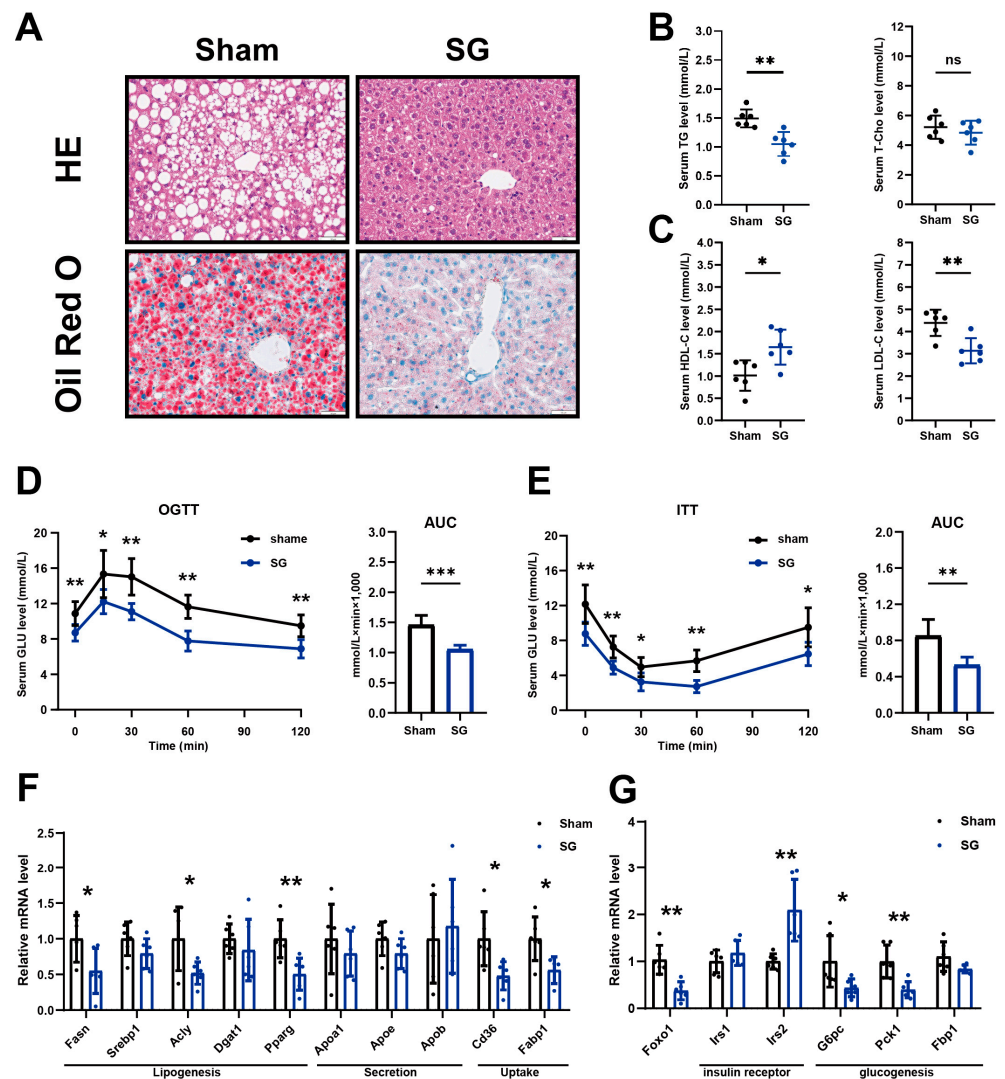 A
Sham
SG
HE
Oil Red O
B
Serum TG level (mmol/L)
3.0
2.5
2.0
1.5
1.0
0.5
0.0
**
Sham
SG
Serum T-Cho level (mmol/L)
12
10
8
6
4
2
0
ns
Sham
SG
C
Serum HDL-C level (mmol/L)
4.0
3.5
3.0
2.5
2.0
1.5
1.0
0.5
0.0
*
Sham
SG
Serum LDL-C level (mmol/L)
8
7
6
5
4
3
2
1
0
**
Sham
SG
D
OGTT
Serum GLU level (mmol/L)
20
16
12
8
4
0
**
*
**
**
**
shame
SG
0
30
60
90
120
Time (min)
AUC
mmol/L×min×1,000
3.0
2.5
2.0
1.5
1.0
0.5
0.0
***
Sham
SG
E
ITT
Serum GLU level (mmol/L)
20
16
12
8
4
0
**
**
*
**
*
sham
SG
0
30
60
90
120
Time (min)
AUC
mmol/L×min×1,000
2.0
1.6
1.2
0.8
0.4
0.0
**
Sham
SG
F
Relative mRNA level
2.5
2.0
1.5
1.0
0.5
0.0
Sham
SG
*
*
**
*
*
Fasn
Srebp1
Acly
Dgat1
Pparg
Apoa1
Apoe
Apob
Cd36
Fabp1
Lipogenesis
Secretion
Uptake
G
Relative mRNA level
4
3
2
1
0
Sham
SG
**
**
*
**
Foxo1
Irs1
Irs2
G6pc
Pck1
Fbp1
insulin receptor
glucogenesis